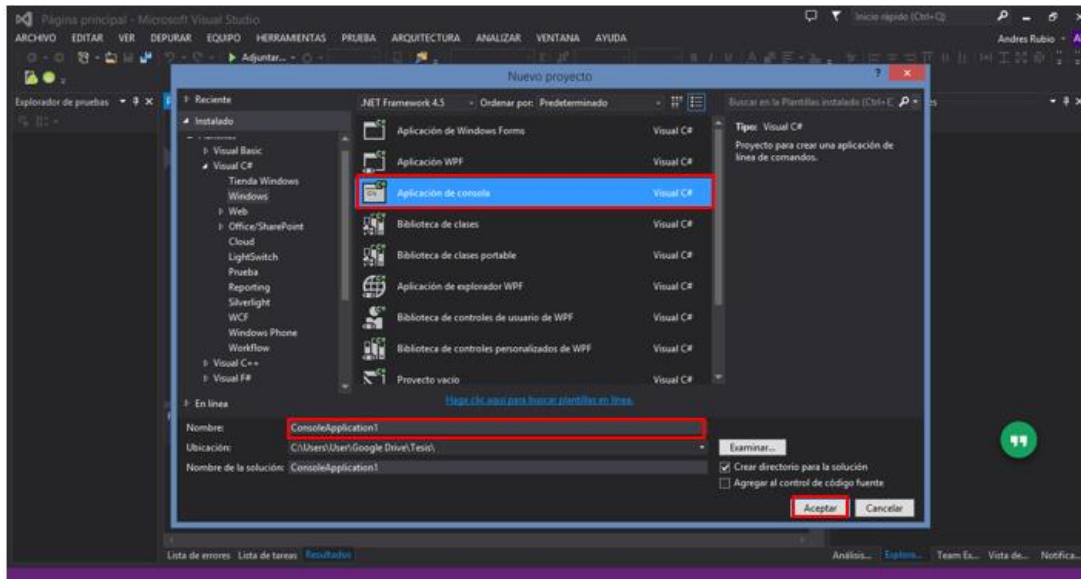 Página principal - Microsoft Visual Studio
Inicio rápido (Ctrl+Q)
ARCHIVO EDITAR VER DEPURAR EQUIPO HERRAMIENTAS PRUEBA ARQUITECTURA ANALIZAR VENTANA AYUDA
Andres Rubio
Adjuntar...
Nuevo proyecto
Explorador de pruebas
Reciente
.NET Framework 4.5
Ordenar por: Predeterminado
Buscar en la Plantillas instalado (Ctrl+E
Instalado
Visual Basic
Visual C#
Tienda Windows
Windows
Web
Office/SharePoint
Cloud
LightSwitch
Prueba
Reporting
Silverlight
WCF
Windows Phone
Workflow
Visual C++
Visual F#
En línea
Aplicación de Windows Forms Visual C#
Aplicación WPF Visual C#
Aplicación de consola Visual C#
Biblioteca de clases Visual C#
Biblioteca de clases portable Visual C#
Aplicación de explorador WPF Visual C#
Biblioteca de controles de usuario de WPF Visual C#
Biblioteca de controles personalizados de WPF Visual C#
Proyecto vacío Visual C#
Haga clic aquí para buscar plantillas en línea.
Tipo: Visual C#
Proyecto para crear una aplicación de
línea de comandos.
Nombre: ConsoleApplication1
Ubicación: C:\Users\User\Google Drive\Tesis\
Examinar...
Nombre de la solución: ConsoleApplication1
Crear directorio para la solución
Agregar al control de código fuente
Aceptar Cancelar
Lista de errores Lista de tareas Resultados
Análisis... Explora... Team Ex... Vista de... Notifica...